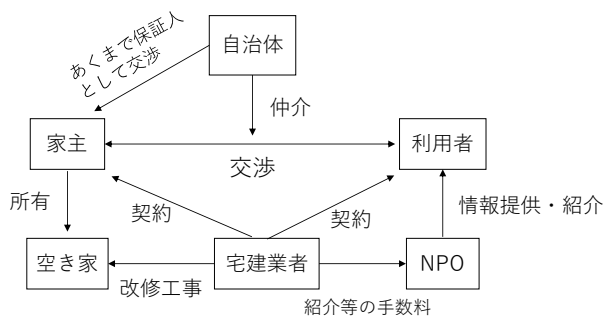 自治体
あくまで保証人
として交渉
仲介
家主
利用者
交渉
所有
契約
契約
情報提供・紹介
空き家
宅建業者
NPO
改修工事
紹介等の手数料